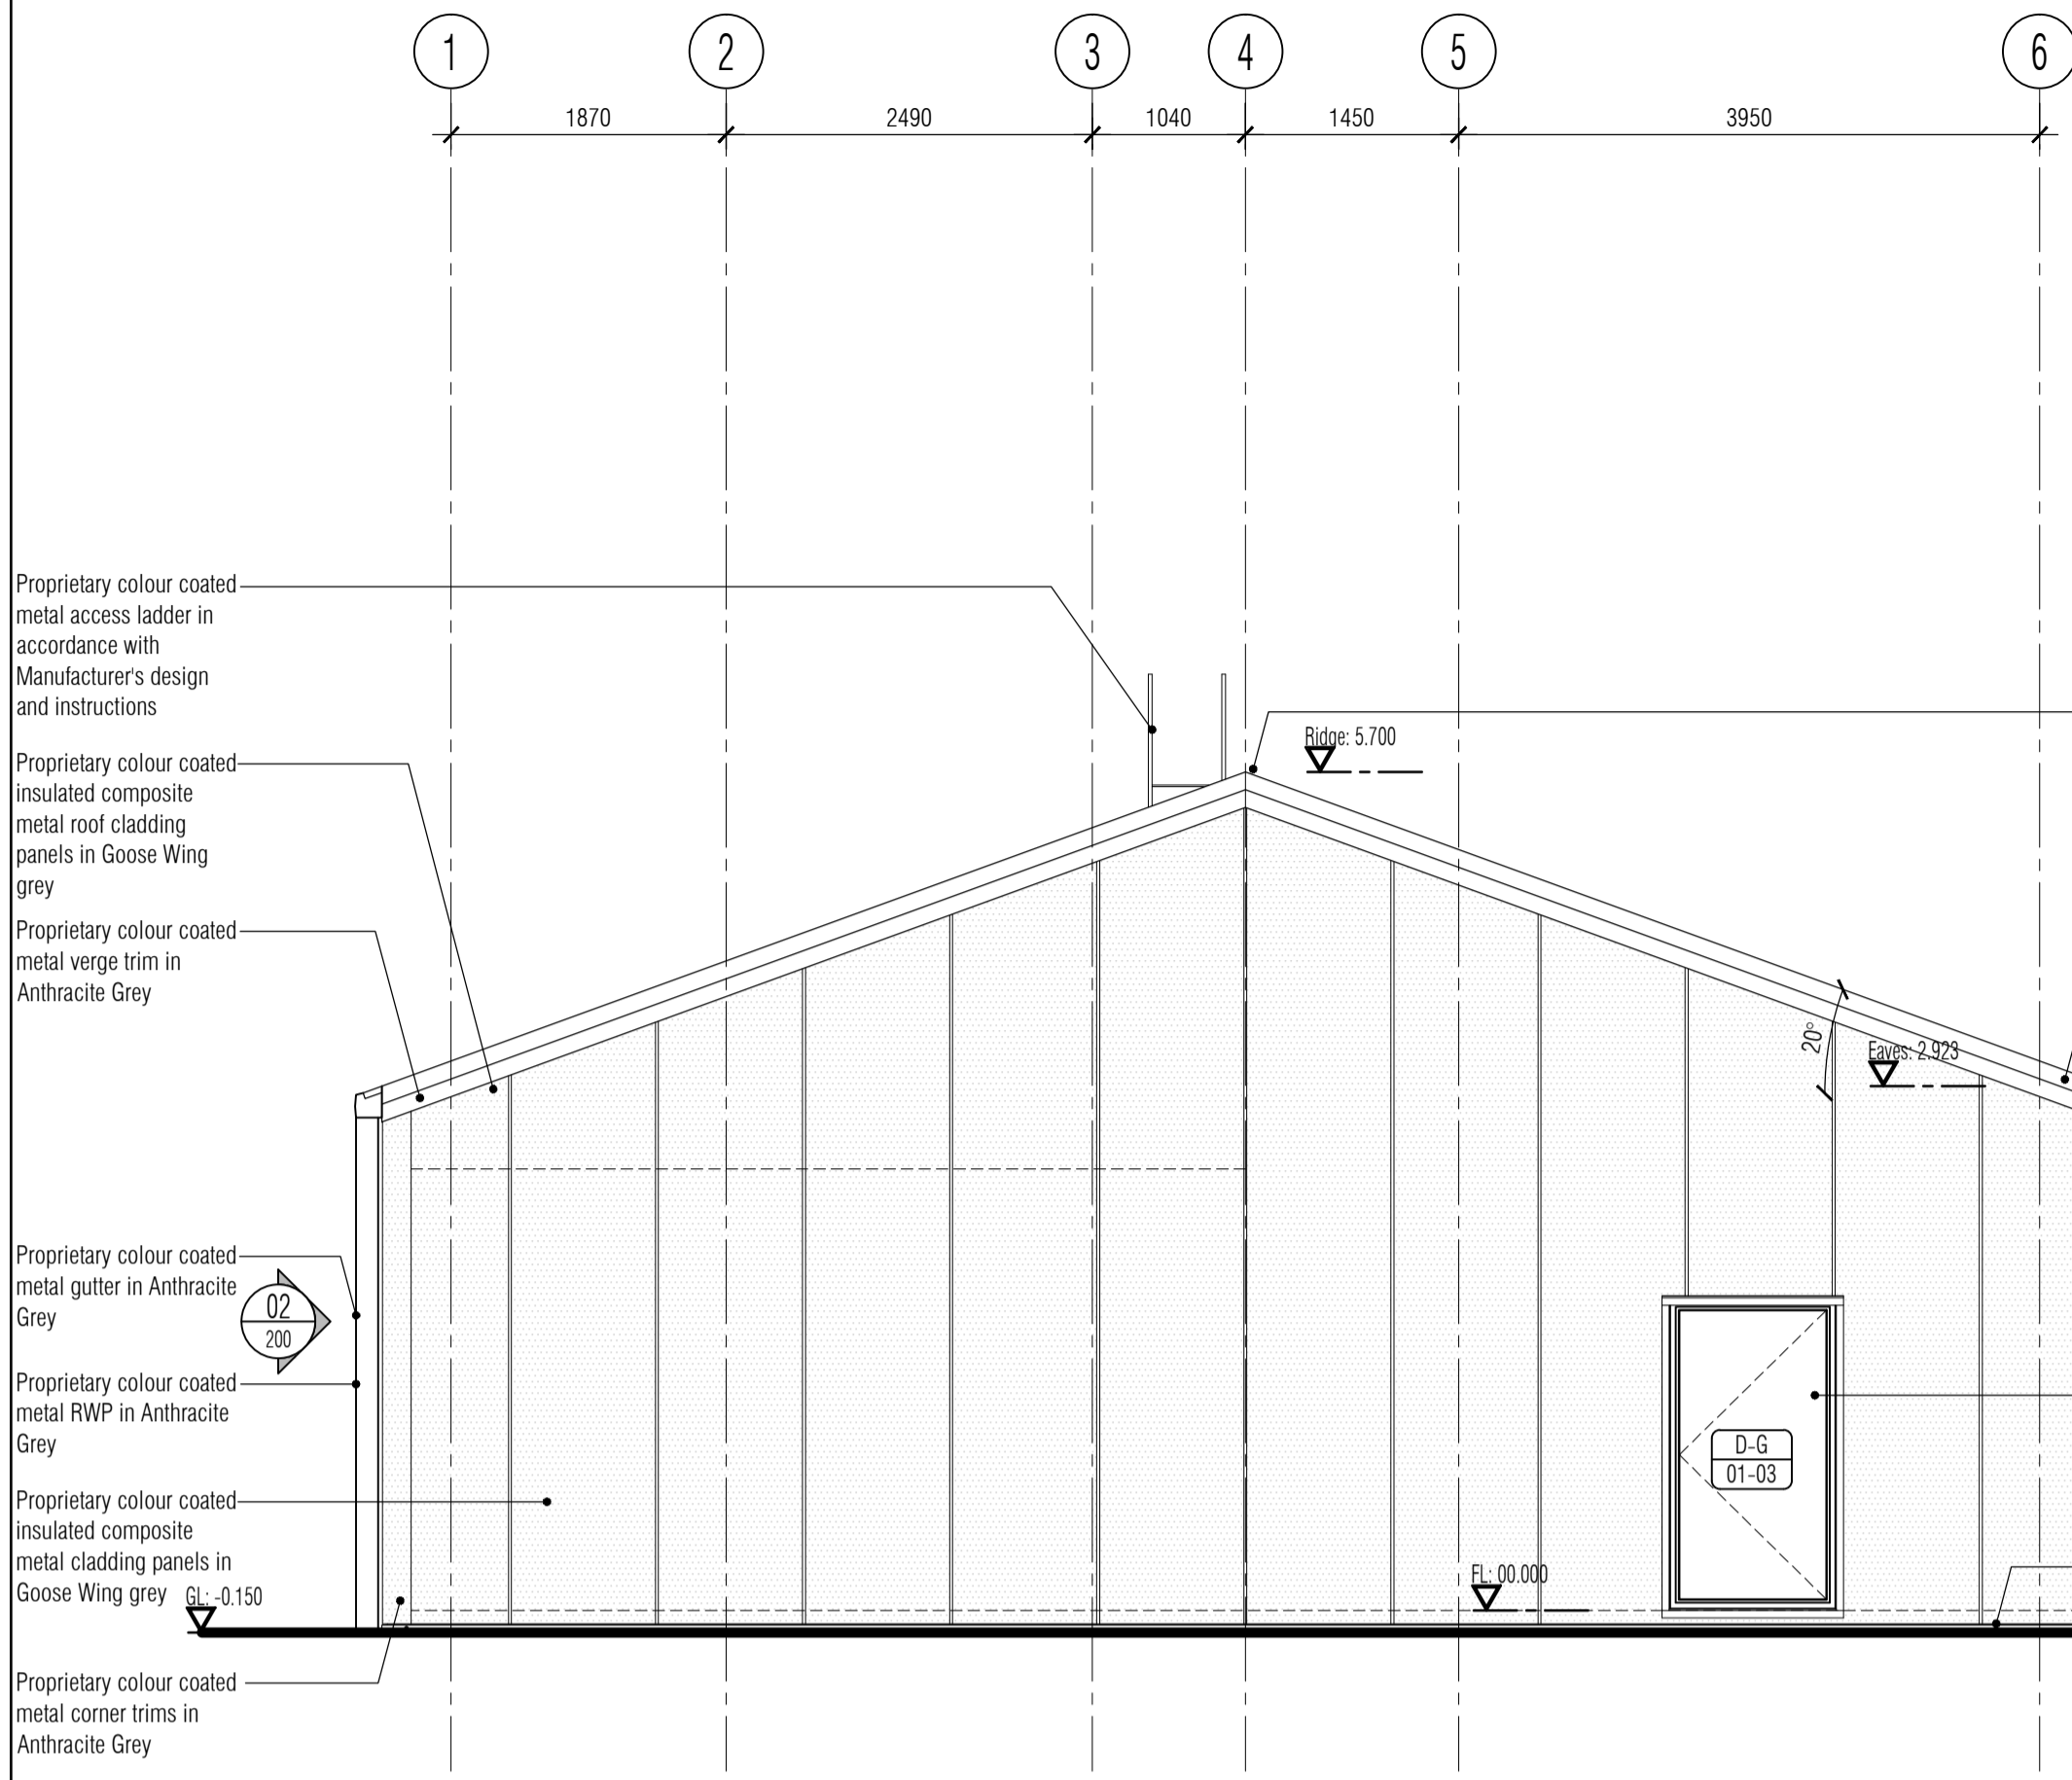 1 2 3 4 5 6
1870 2490 1040 1450 3950
Proprietary colour coated
metal access ladder in
accordance with
Manufacturer's design
and instructions
Ridge: 5.700
Proprietary colour coated
insulated composite
metal roof cladding
panels in Goose Wing
grey
Proprietary colour coated
metal verge trim in
Anthracite Grey
20°
Eaves: 2.923
Proprietary colour coated
metal gutter in Anthracite
Grey
02
200
Proprietary colour coated
metal RWP in Anthracite
Grey
D-G
01-03
Proprietary colour coated
insulated composite
metal cladding panels in
Goose Wing grey
GL: -0.150
FL: 00.000
Proprietary colour coated
metal corner trims in
Anthracite Grey